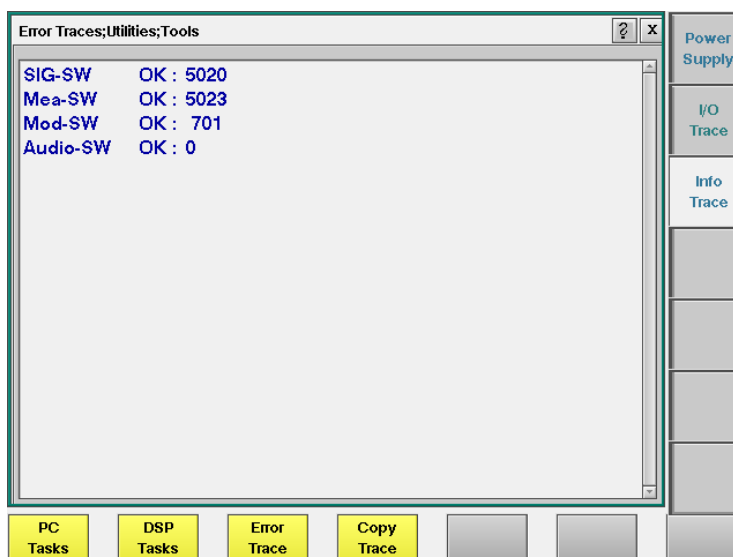 Error Traces;Utilities;Tools
? X
SIG-SW OK : 5020
Mea-SW OK : 5023
Mod-SW OK : 701
Audio-SW OK : 0
Power
Supply
I/O
Trace
Info
Trace
PC
Tasks
DSP
Tasks
Error
Trace
Copy
Trace